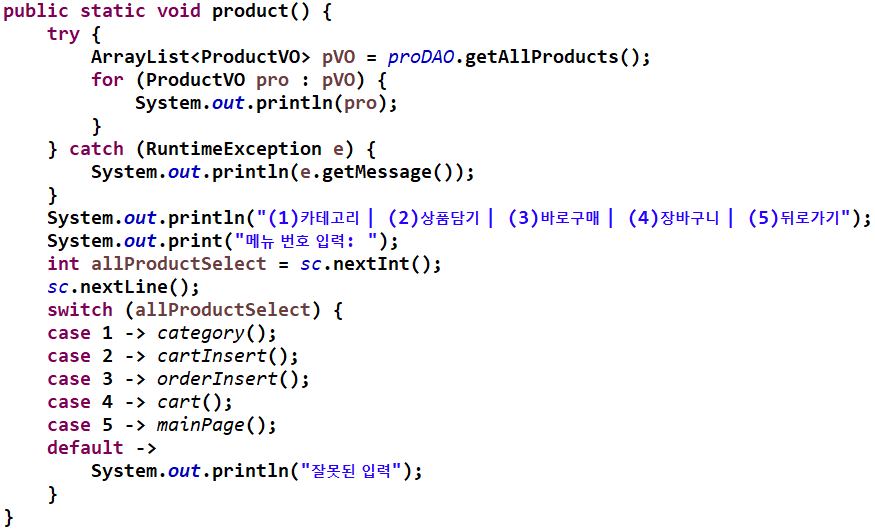 public static void product() {
    try {
        ArrayList<ProductVO> pVO = proDAO.getAllProducts();
        for (ProductVO pro : pVO) {
            System.out.println(pro);
        }
    } catch (RuntimeException e) {
        System.out.println(e.getMessage());
    }
    System.out.println("(1)카테고리 | (2)상품담기 | (3)바로구매 | (4)장바구니 | (5)뒤로가기");
    System.out.print("메뉴 번호 입력: ");
    int allProductSelect = sc.nextInt();
    sc.nextLine();
    switch (allProductSelect) {
    case 1 -> category();
    case 2 -> cartInsert();
    case 3 -> orderInsert();
    case 4 -> cart();
    case 5 -> mainPage();
    default ->
        System.out.println("잘못된 입력");
    }
}